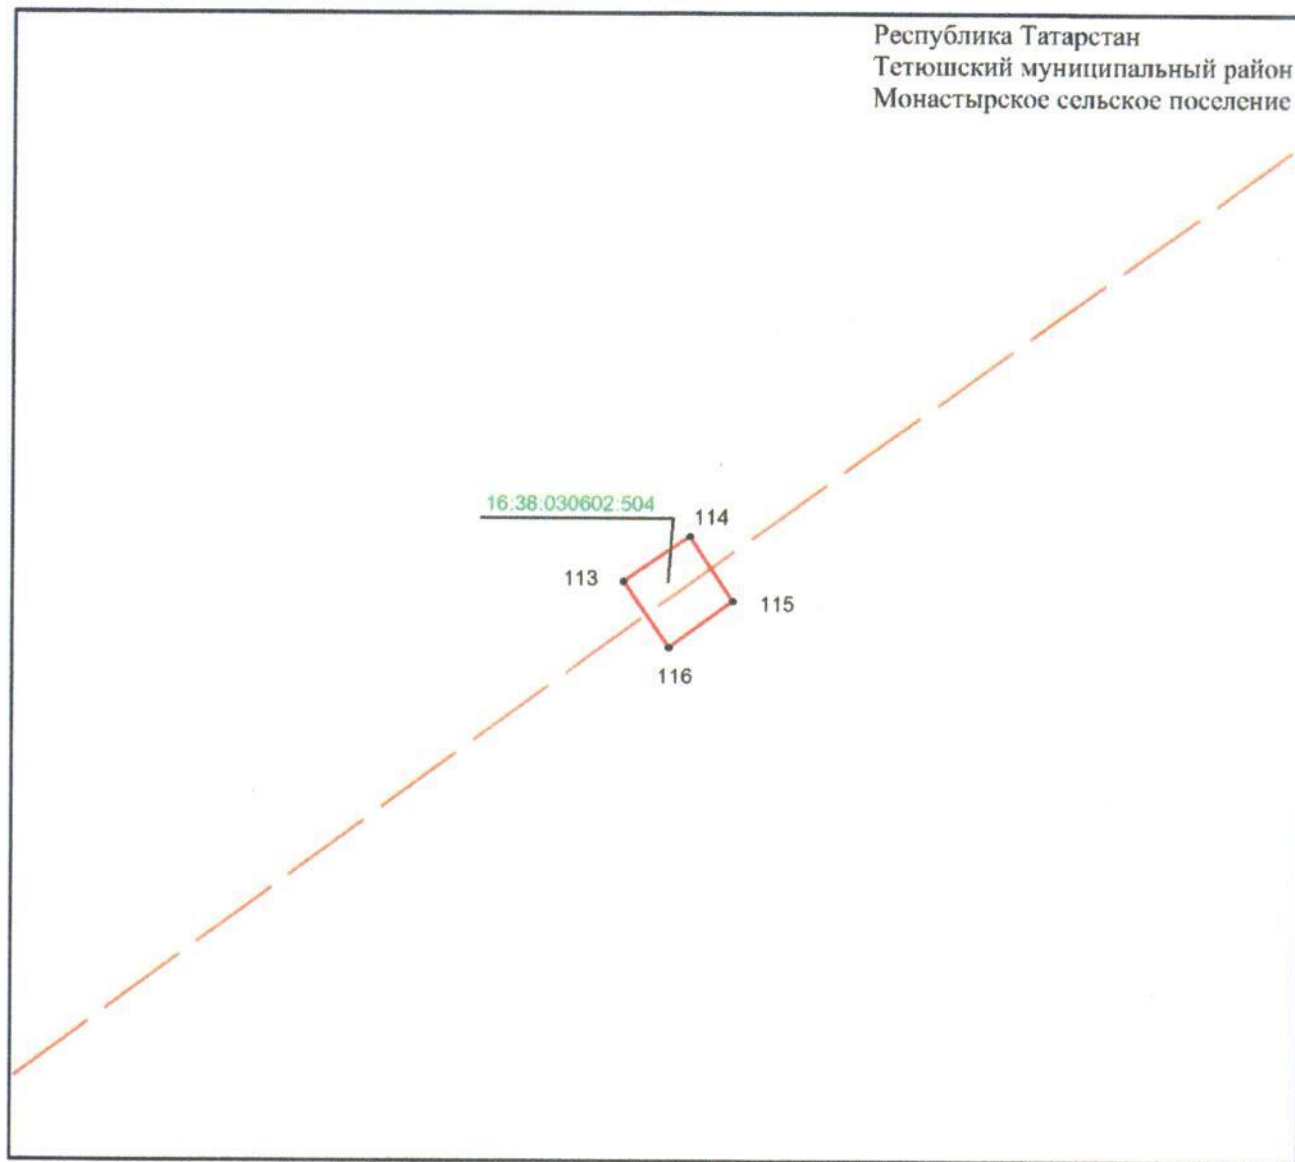 Республика Татарстан
Тетюшский муниципальный район
Монастырское сельское поселение
16:38:030602:504
114
113
115
116